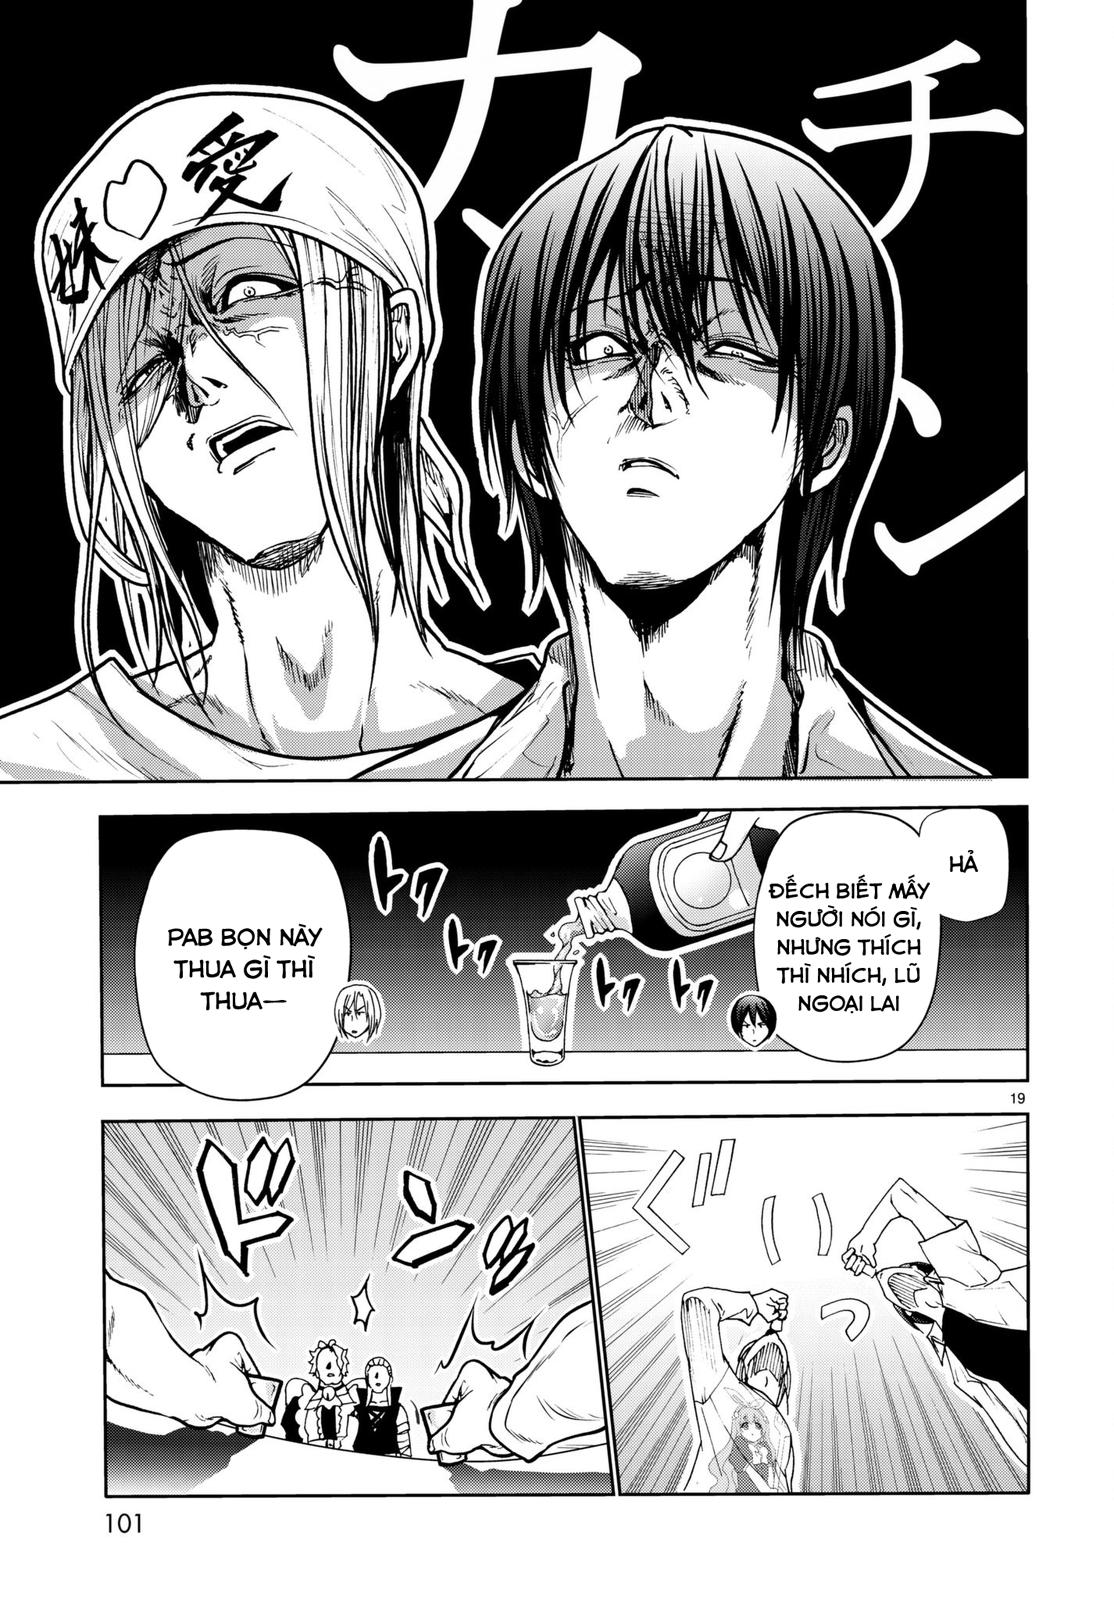 カチン
愛
♡
妹
HẢ
ĐẾCH BIẾT MẤY
NGƯỜI NÓI GÌ,
NHƯNG THÍCH
THÌ NHÍCH, LŨ
NGOẠI LAI
トク
トク
トク
トク
PAB BỌN NÀY
THUA GÌ THÌ
THUA—
19
ぐいっ
ダンッ
101